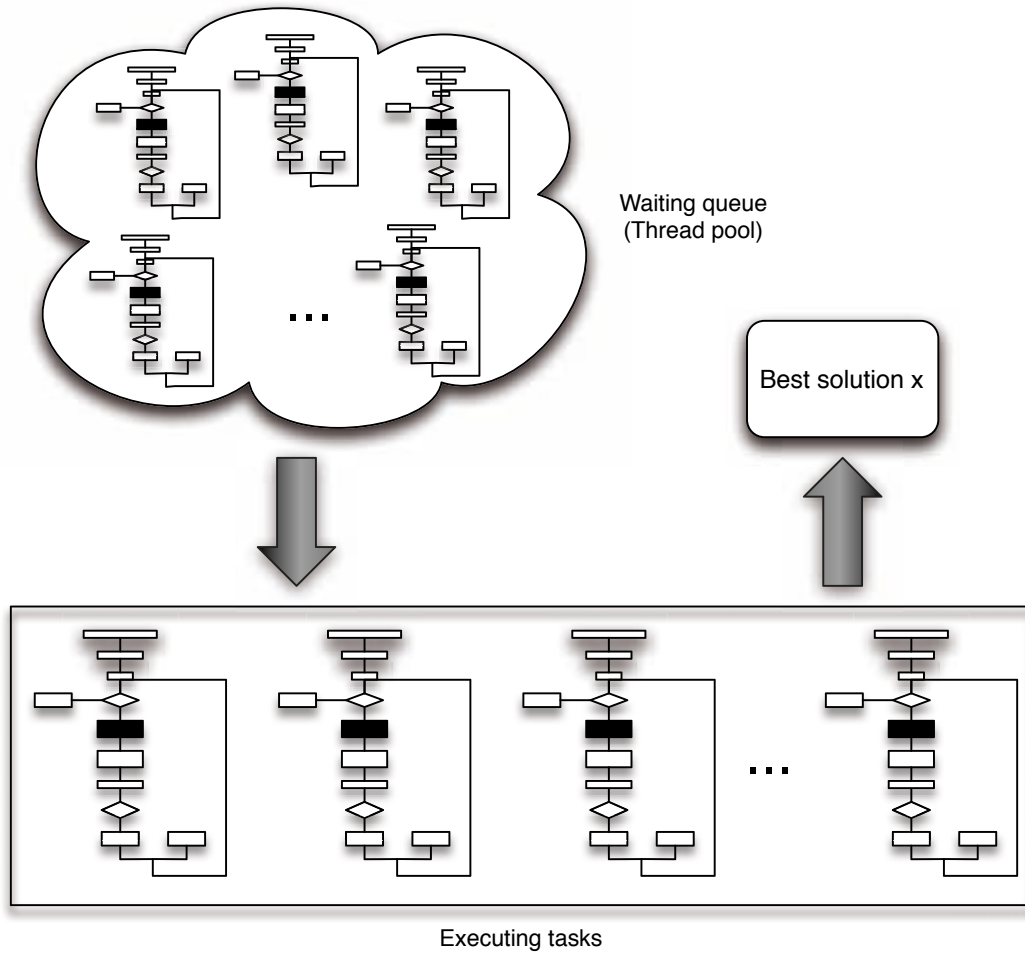 Waiting queue
(Thread pool)
Best solution x
Executing tasks